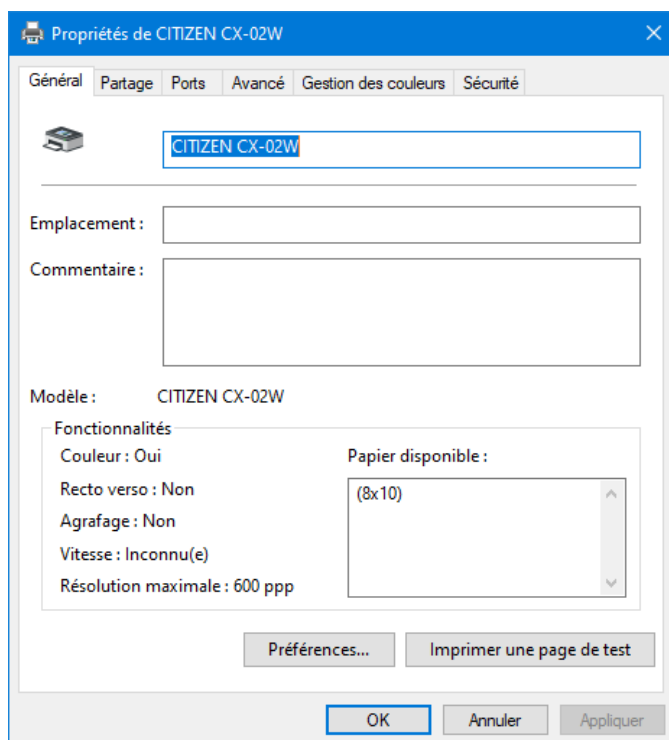 Propriétés de CITIZEN CX-02W
Général Partage Ports Avancé Gestion des couleurs Sécurité
CITIZEN CX-02W
Emplacement :
Commentaire :
Modèle : CITIZEN CX-02W
Fonctionnalités
Couleur : Oui
Papier disponible :
Recto verso : Non
(8x10)
Agrafage : Non
Vitesse : Inconnu(e)
Résolution maximale : 600 ppp
Préférences... Imprimer une page de test
OK Annuler Appliquer